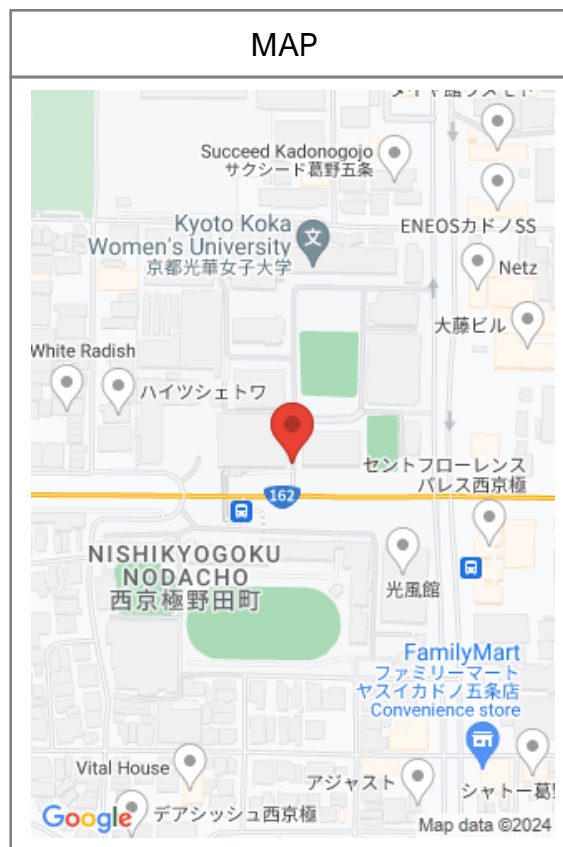 MAP
Succeed Kadonogojo
サクシード葛野五条
Kyoto Koka
Women's University
京都光華女子大学
文
ENEOSカドノSS
Netz
大藤ビル
White Radish
ハイツシェトワ
セントフローレンス
パレス西京極
162
NISHIKYOGOKU
NODACHO
西京極野田町
光風館
FamilyMart
ファミリーマート
ヤスイカドノ五条店
Convenience store
Vital House
アジャスト
シャトー葛
デアシッシュ西京極
Google
Map data ©2024